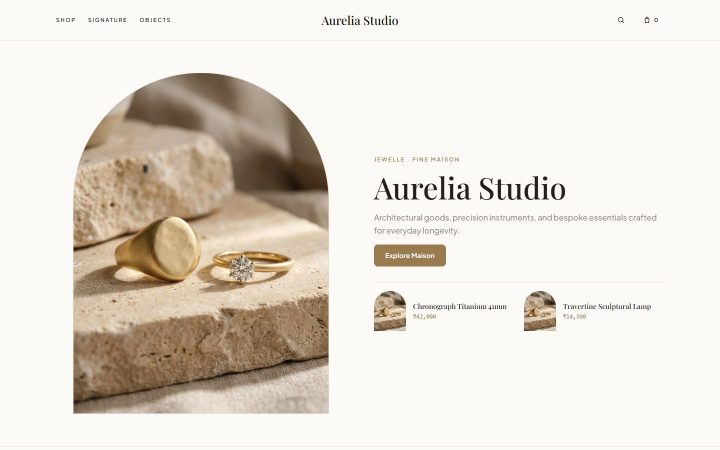 SHOP SIGNATURE OBJECTS
Aurelia Studio
0
JEWELLE · FINE MAISON
Aurelia Studio
Architectural goods, precision instruments, and bespoke essentials crafted
for everyday longevity.
Explore Maison
Chronograph Titanium 41mm
₹42,000
Travertine Sculptural Lamp
₹14,500